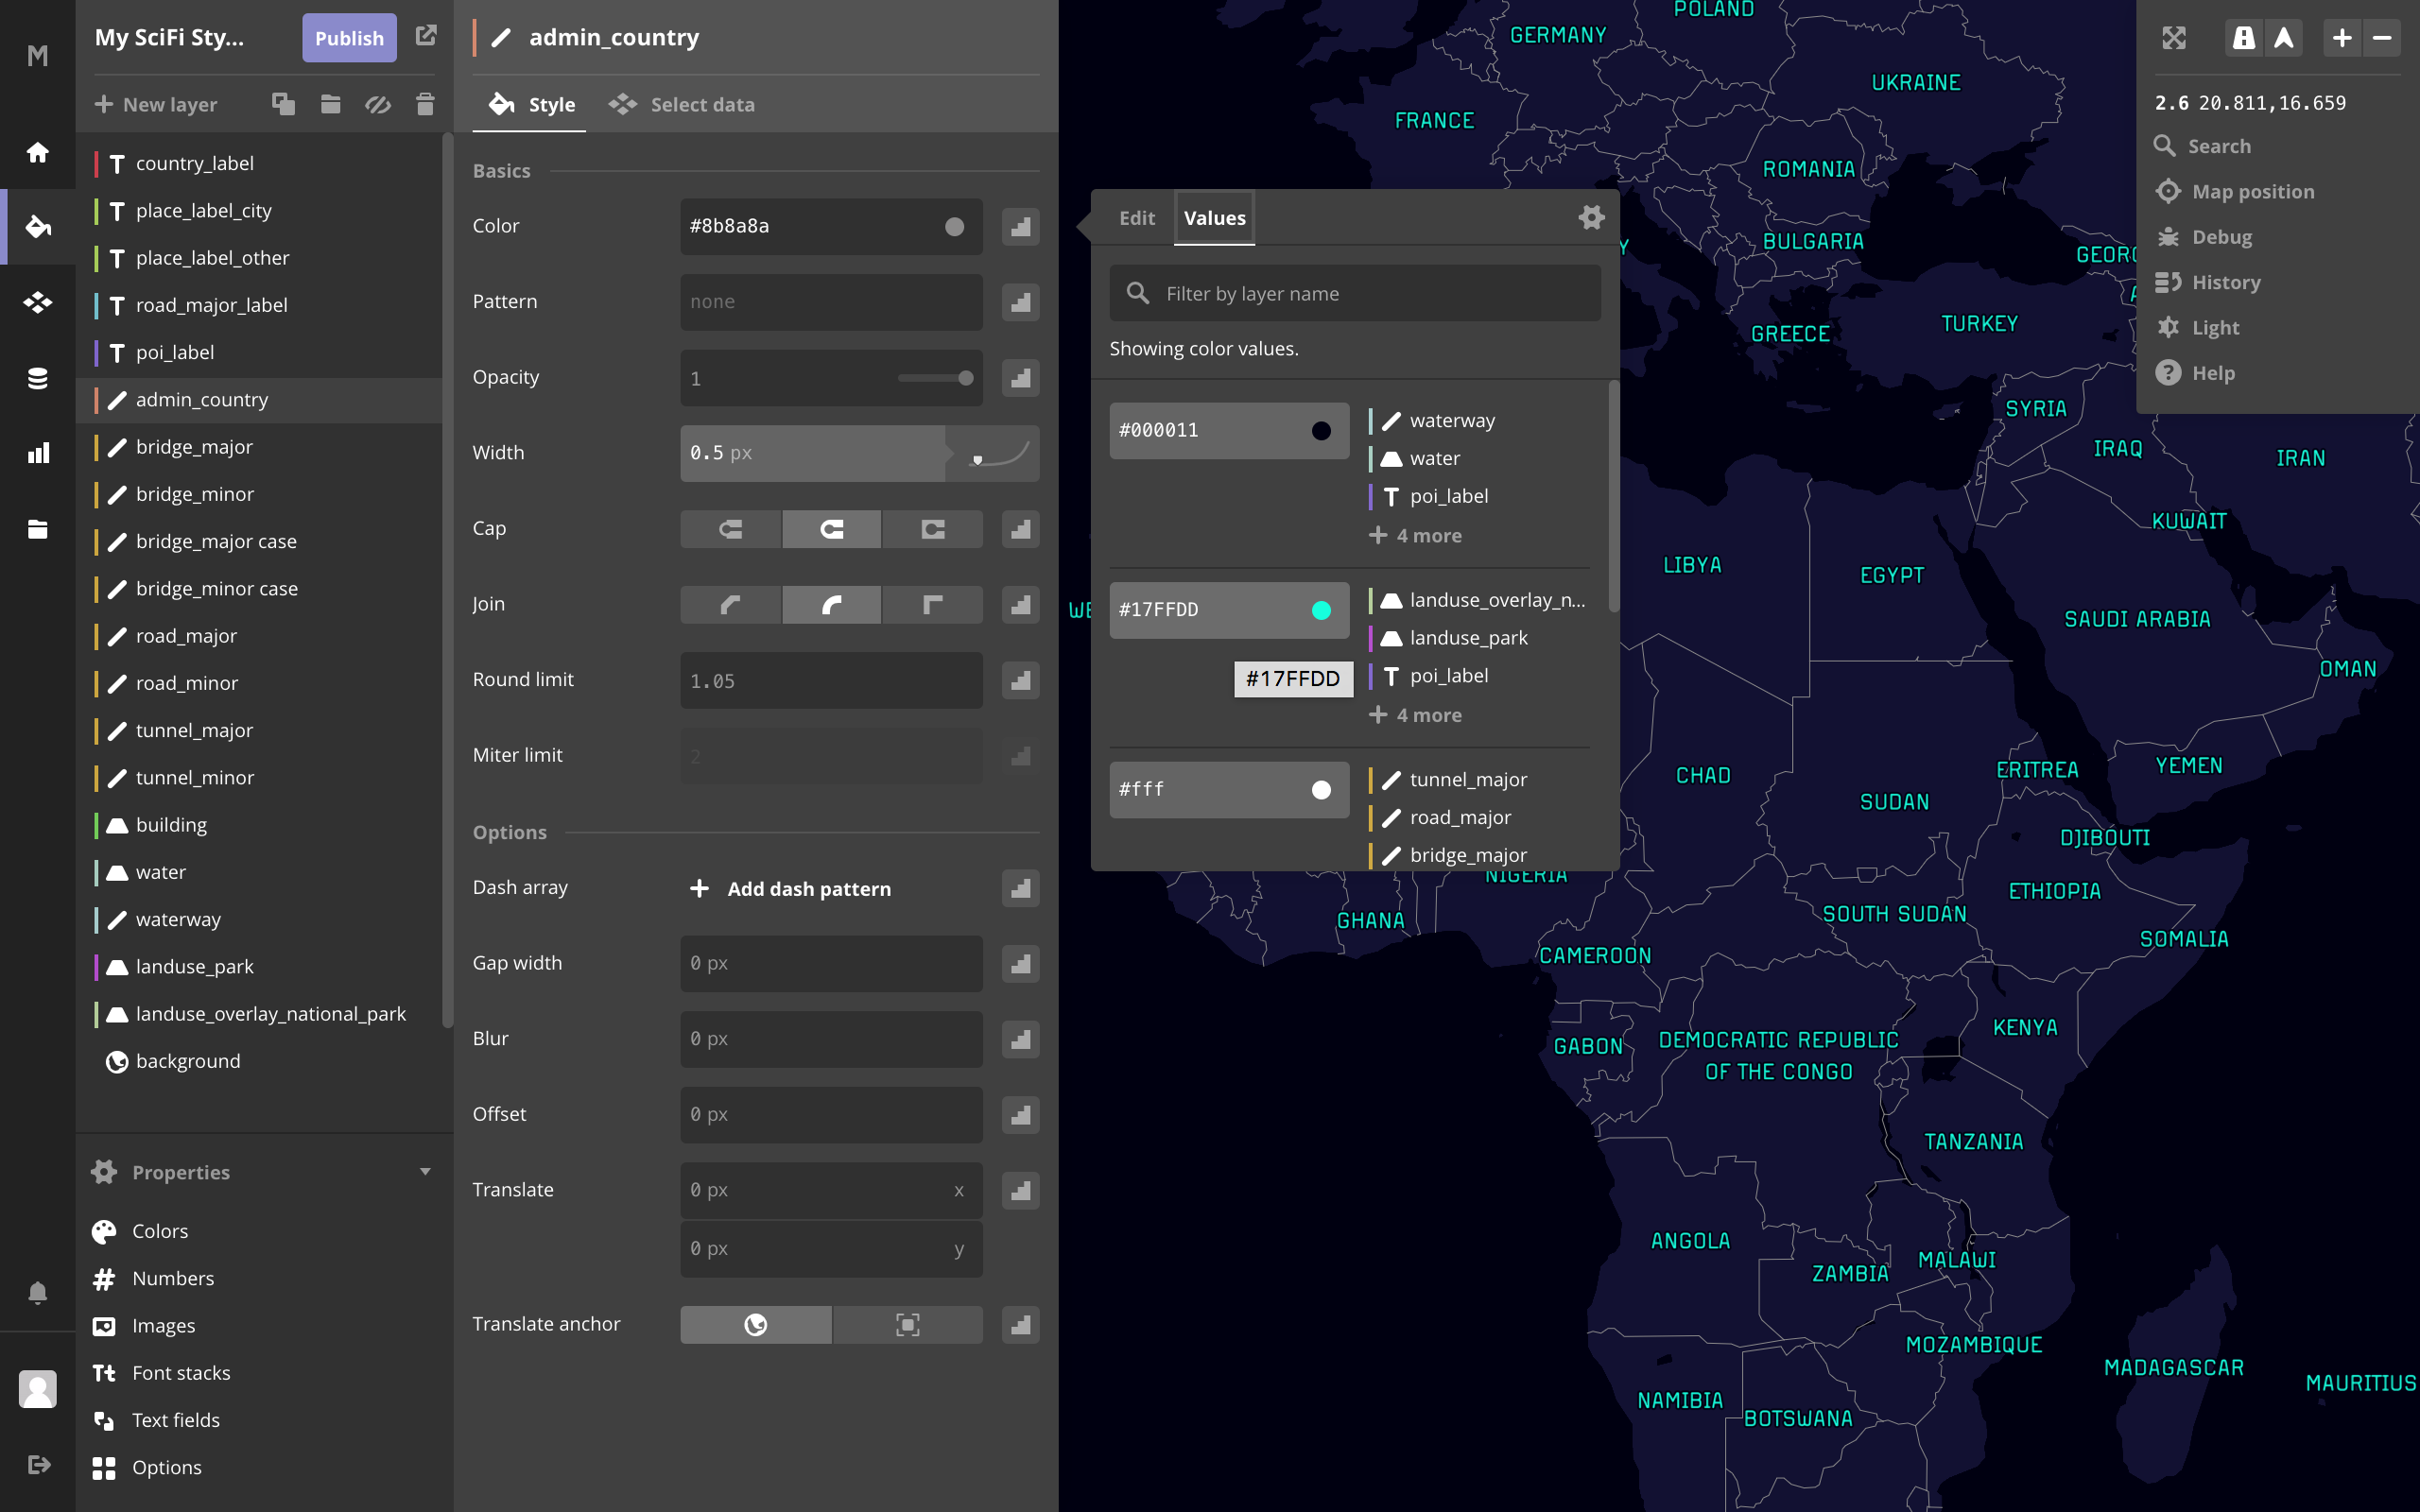 M
My SciFi Sty...
Publish
New layer
country_label
place_label_city
place_label_other
road_major_label
poi_label
admin_country
bridge_major
bridge_minor
bridge_major case
bridge_minor case
road_major
road_minor
tunnel_major
tunnel_minor
building
water
waterway
landuse_park
landuse_overlay_national_park
background
Properties
Colors
Numbers
Images
Font stacks
Text fields
Options
admin_country
Style
Select data
Basics
Color
#8b8a8a
Pattern
none
Opacity
1
Width
0.5 px
Cap
Join
Round limit
1.05
Miter limit
2
Options
Dash array
Add dash pattern
Gap width
0 px
Blur
0 px
Offset
0 px
Translate
0 px x
0 px y
Translate anchor
Edit
Values
Filter by layer name
Showing color values.
#000011
waterway
water
poi_label
4 more
#17FFDD
landuse_overlay_n...
landuse_park
#17FFDD
poi_label
4 more
#fff
tunnel_major
road_major
bridge_major
2.6 20.811,16.659
Search
Map position
Debug
History
Light
Help
POLAND
GERMANY
UKRAINE
FRANCE
ROMANIA
BULGARIA
GREECE
TURKEY
SYRIA
IRAQ
IRAN
KUWAIT
LIBYA
EGYPT
SAUDI ARABIA
OMAN
CHAD
ERITREA
YEMEN
SUDAN
DJIBOUTI
NIGERIA
ETHIOPIA
GHANA
SOUTH SUDAN
SOMALIA
CAMEROON
KENYA
GABON
DEMOCRATIC REPUBLIC
OF THE CONGO
TANZANIA
ANGOLA
MALAWI
ZAMBIA
MOZAMBIQUE
MADAGASCAR
MAURITIUS
NAMIBIA
BOTSWANA